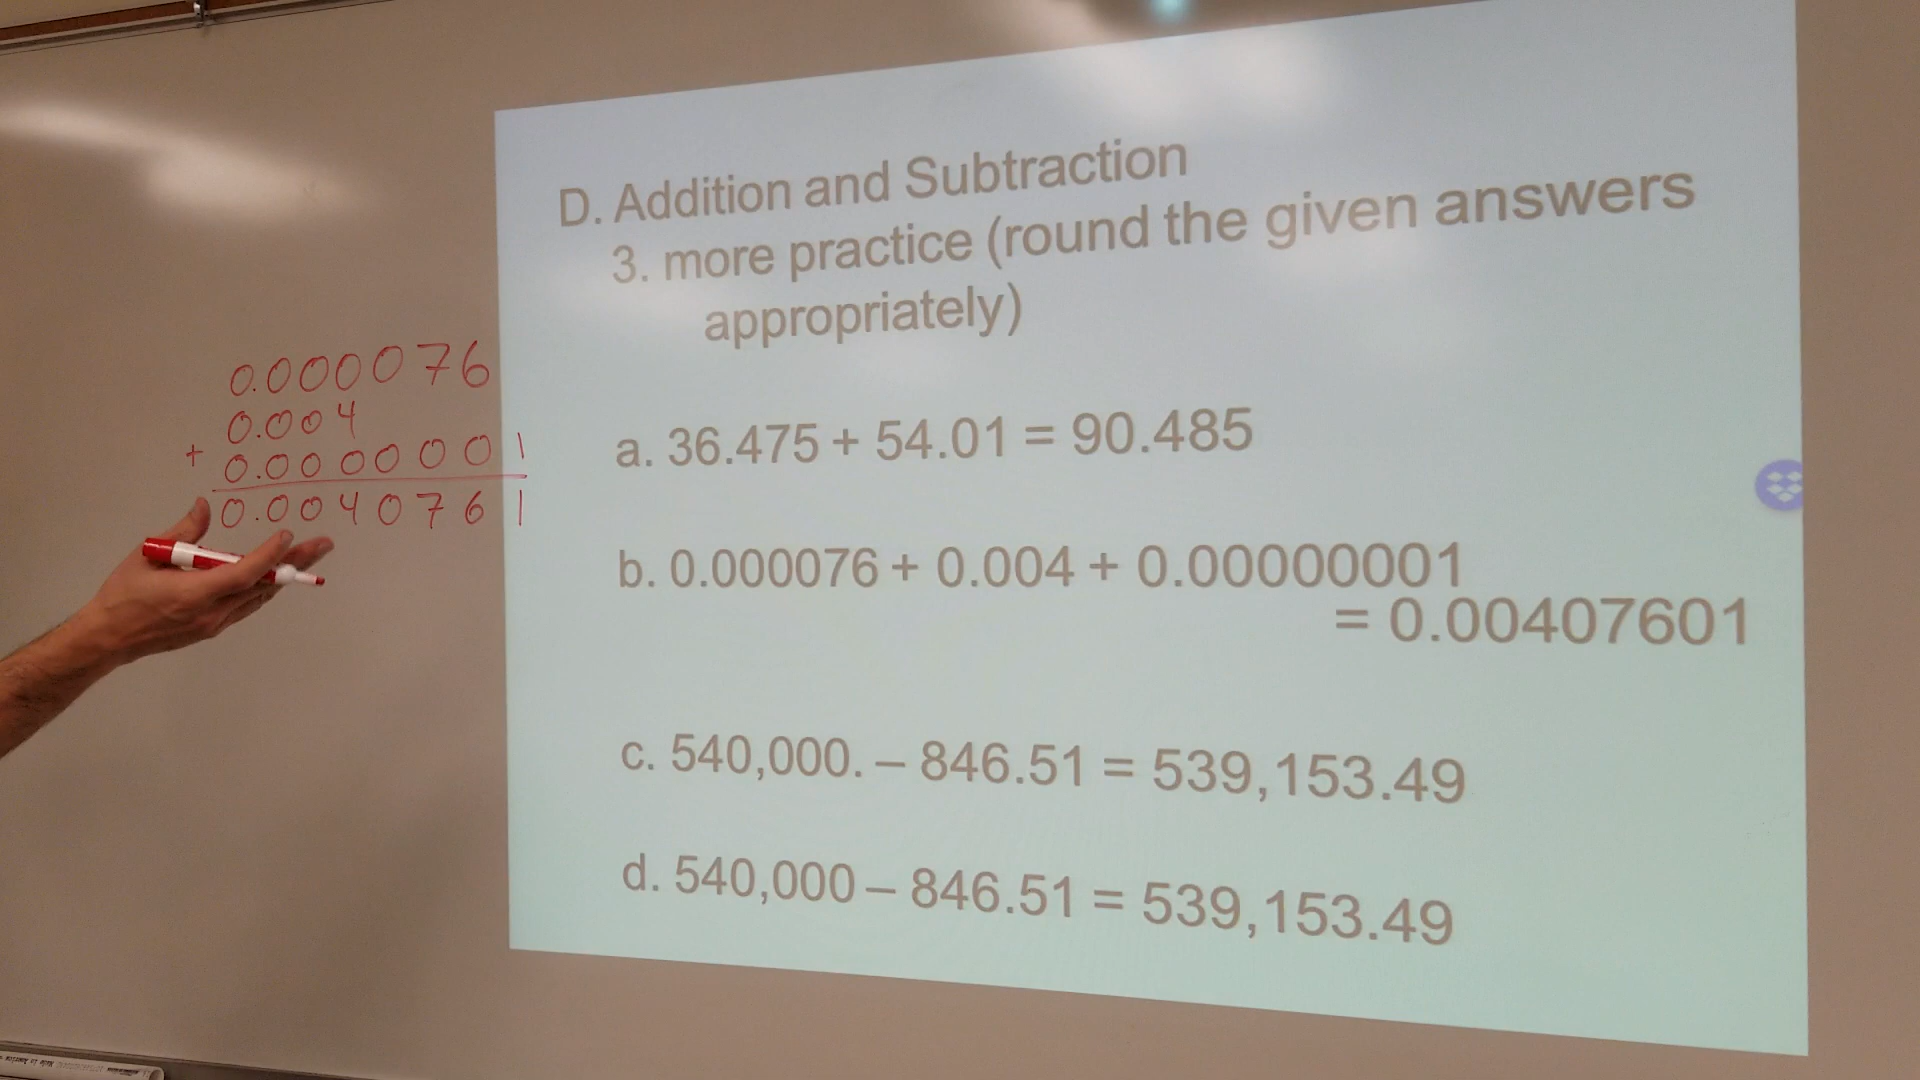 0.000076
0.004
+ 0.0000001
0.0040761
D. Addition and Subtraction
3. more practice (round the given answers
appropriately)
a. 36.475 + 54.01 = 90.485
b. 0.000076 + 0.004 + 0.00000001
= 0.00407601
c. 540,000. – 846.51 = 539,153.49
d. 540,000 – 846.51 = 539,153.49